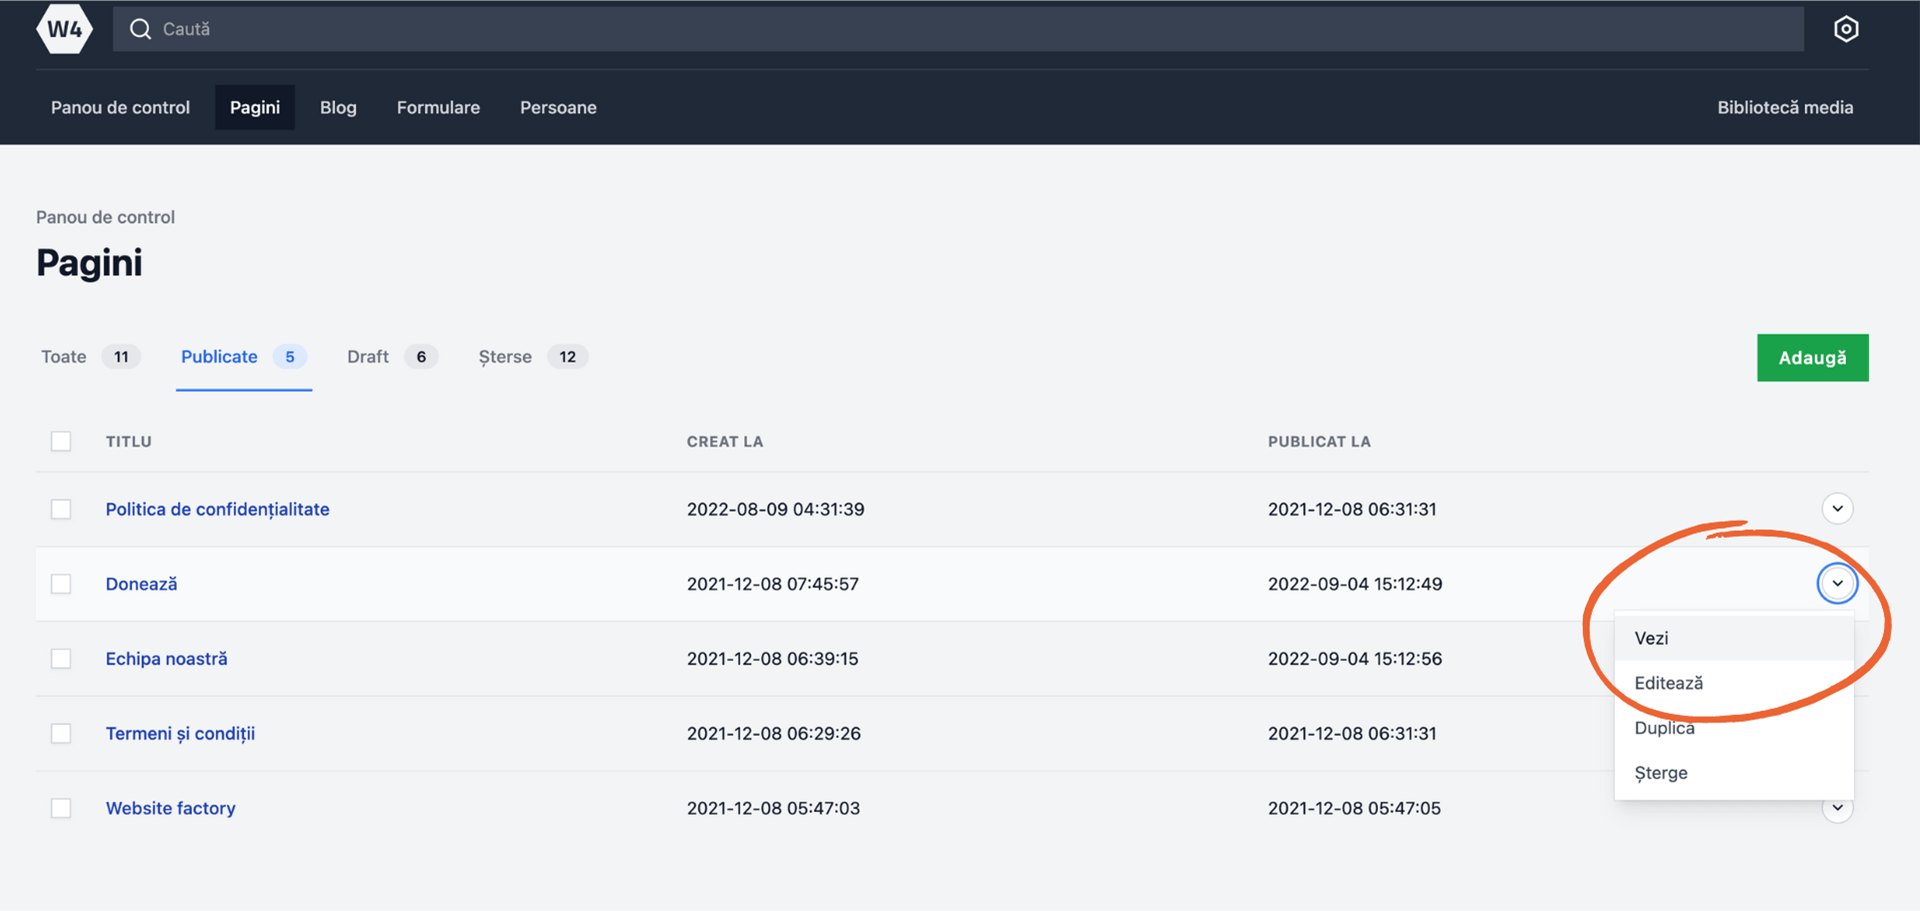 W4 Caută
Panou de control Pagini Blog Formulare Persoane Bibliotecă media
Panou de control
Pagini
Toate 11 Publicate 5 Draft 6 Șterse 12 Adaugă
TITLU CREAT LA PUBLICAT LA
Politica de confidențialitate 2022-08-09 04:31:39 2021-12-08 06:31:31
Donează 2021-12-08 07:45:57 2022-09-04 15:12:49
Vezi
Echipa noastră 2021-12-08 06:39:15 2022-09-04 15:12:56
Editează
Duplică
Termeni și condiții 2021-12-08 06:29:26 2021-12-08 06:31:31
Șterge
Website factory 2021-12-08 05:47:03 2021-12-08 05:47:05